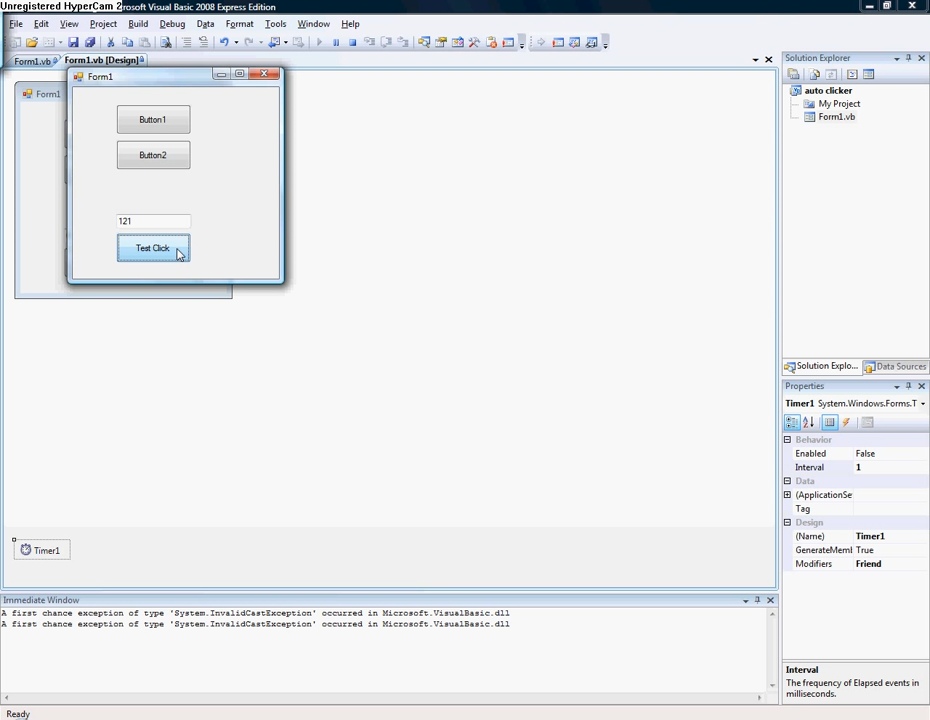 Unregistered HyperCam 2
rosoft Visual Basic 2008 Express Edition
File Edit View Project Build Debug Data Format Tools Window Help
Form1.vb Form1.vb [Design]
Form1
Form1
Button1
Button2
121
Test Click
Timer1
Solution Explorer
auto clicker
My Project
Form1.vb
Solution Explo... Data Sources
Properties
Timer1 System.Windows.Forms.T
Behavior
Enabled False
Interval 1
Data
(ApplicationSe
Tag
Design
(Name) Timer1
GenerateMeml True
Modifiers Friend
Interval
The frequency of Elapsed events in
milliseconds.
Immediate Window
A first chance exception of type 'System.InvalidCastException' occurred in Microsoft.VisualBasic.dll
A first chance exception of type 'System.InvalidCastException' occurred in Microsoft.VisualBasic.dll
Ready